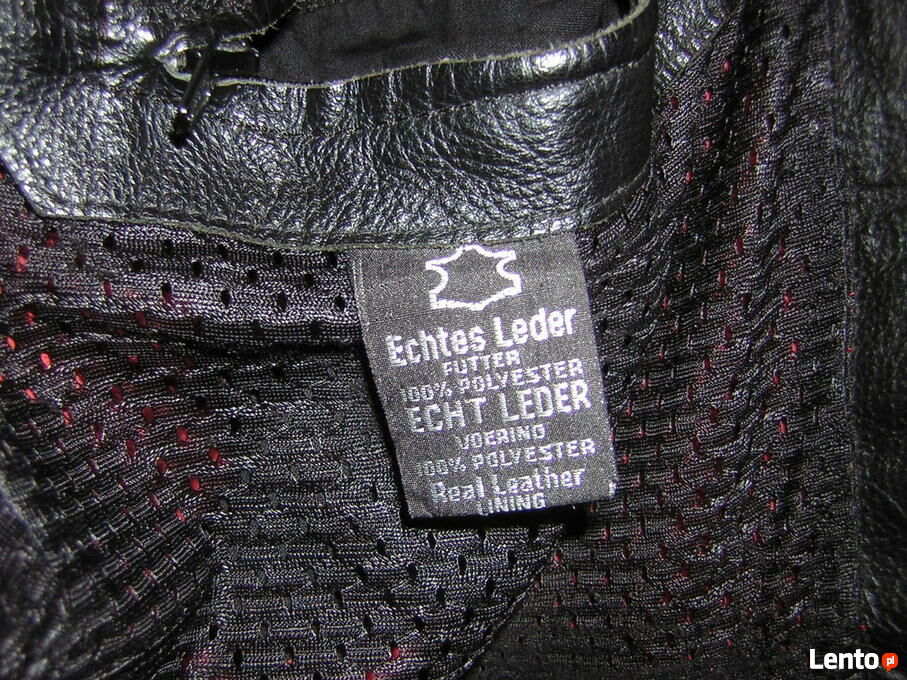 Echtes Leder
FUTTER
100% POLYESTER
ECHT LEDER
VOERING
100% POLYESTER
Real Leather
LINING
Lento.pl